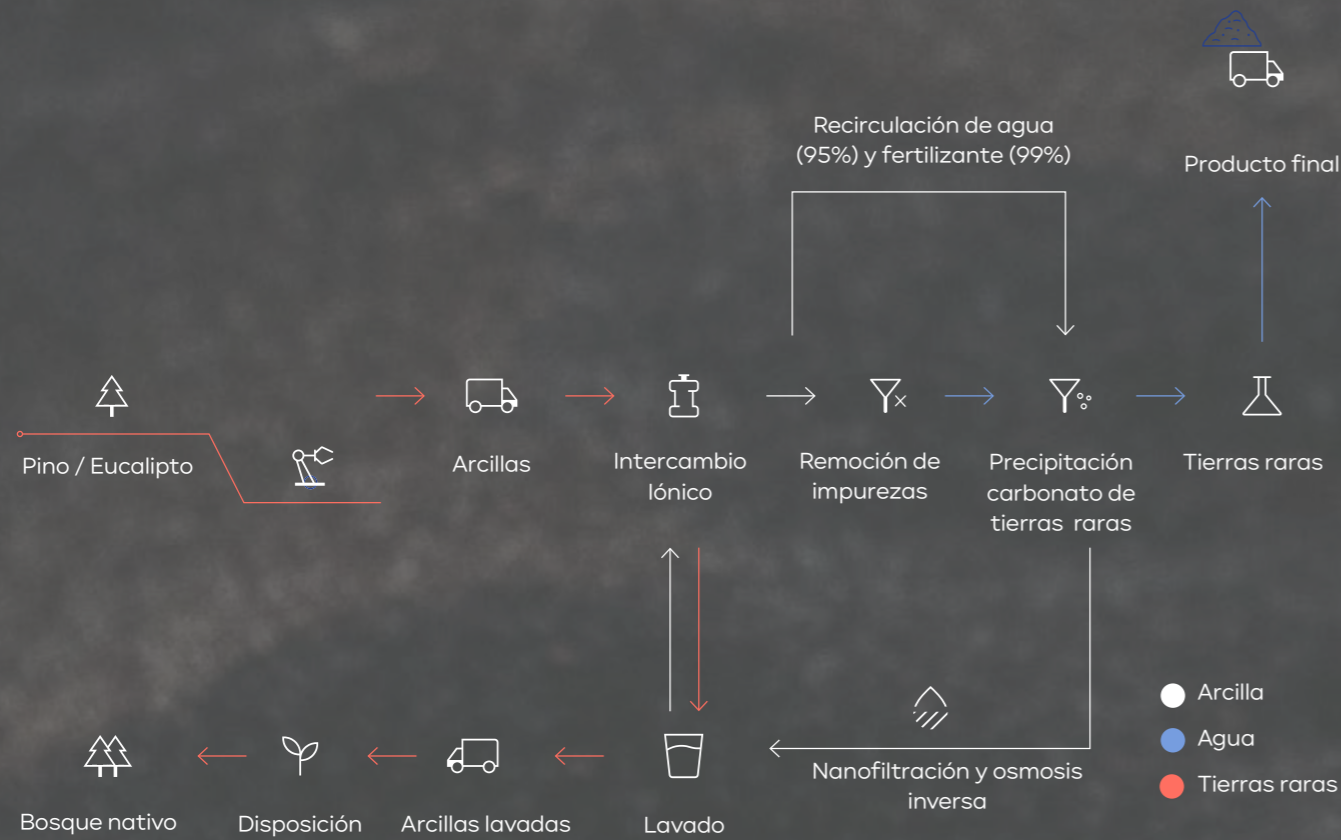 Recirculación de agua
(95%) y fertilizante (99%)
Producto final
Pino / Eucalipto
Arcillas
Intercambio
Iónico
Remoción de
impurezas
Precipitación
carbonato de
tierras raras
Tierras raras
Nanofiltración y osmosis
inversa
Bosque nativo
Disposición
Arcillas lavadas
Lavado
Arcilla
Agua
Tierras raras